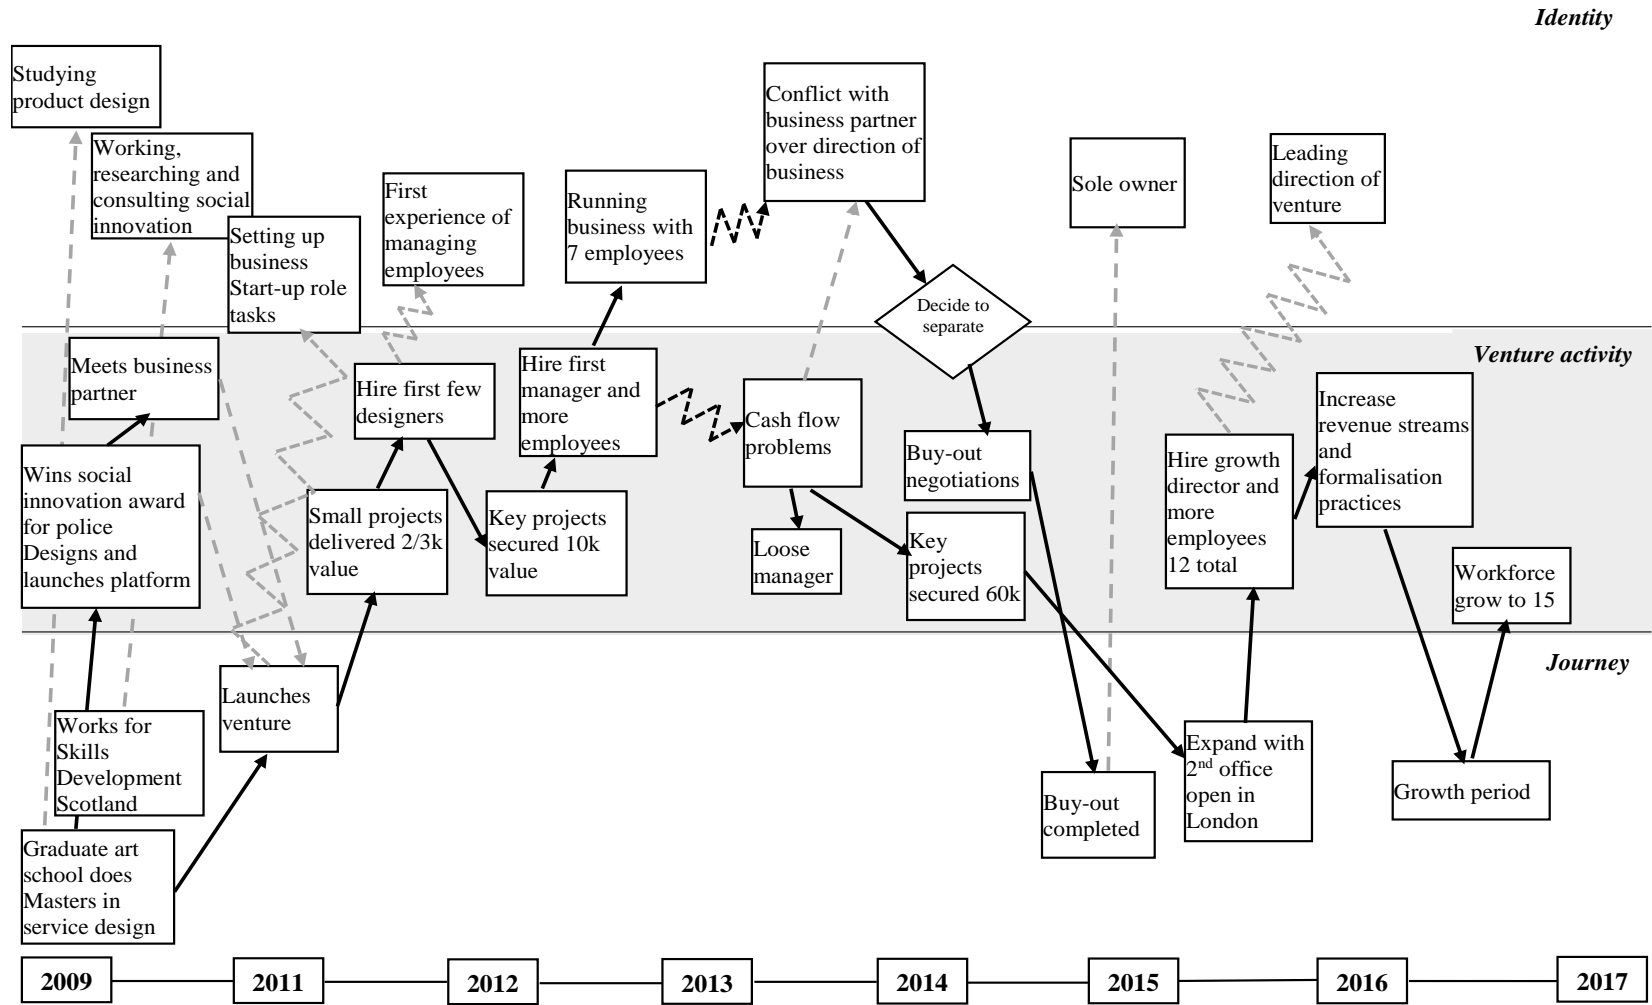 Identity
Studying
product design
Working,
researching and
consulting social
innovation
Setting up
business
Start-up role
tasks
First
experience of
managing
employees
Running
business with
7 employees
Conflict with
business partner
over direction of
business
Decide to
separate
Sole owner
Leading
direction of
venture
Venture activity
Meets business
partner
Wins social
innovation award
for police
Designs and
launches platform
Hire first few
designers
Small projects
delivered 2/3k
value
Key projects
secured 10k
value
Hire first
manager and
more
employees
Cash flow
problems
Loose
manager
Buy-out
negotiations
Key
projects
secured 60k
Hire growth
director and
more
employees
12 total
Increase
revenue streams
and
formalisation
practices
Workforce
grow to 15
Journey
Works for
Skills
Development
Scotland
Graduate art
school does
Masters in
service design
Launches
venture
Buy-out
completed
Expand with
2nd office
open in
London
Growth period
2009
2011
2012
2013
2014
2015
2016
2017